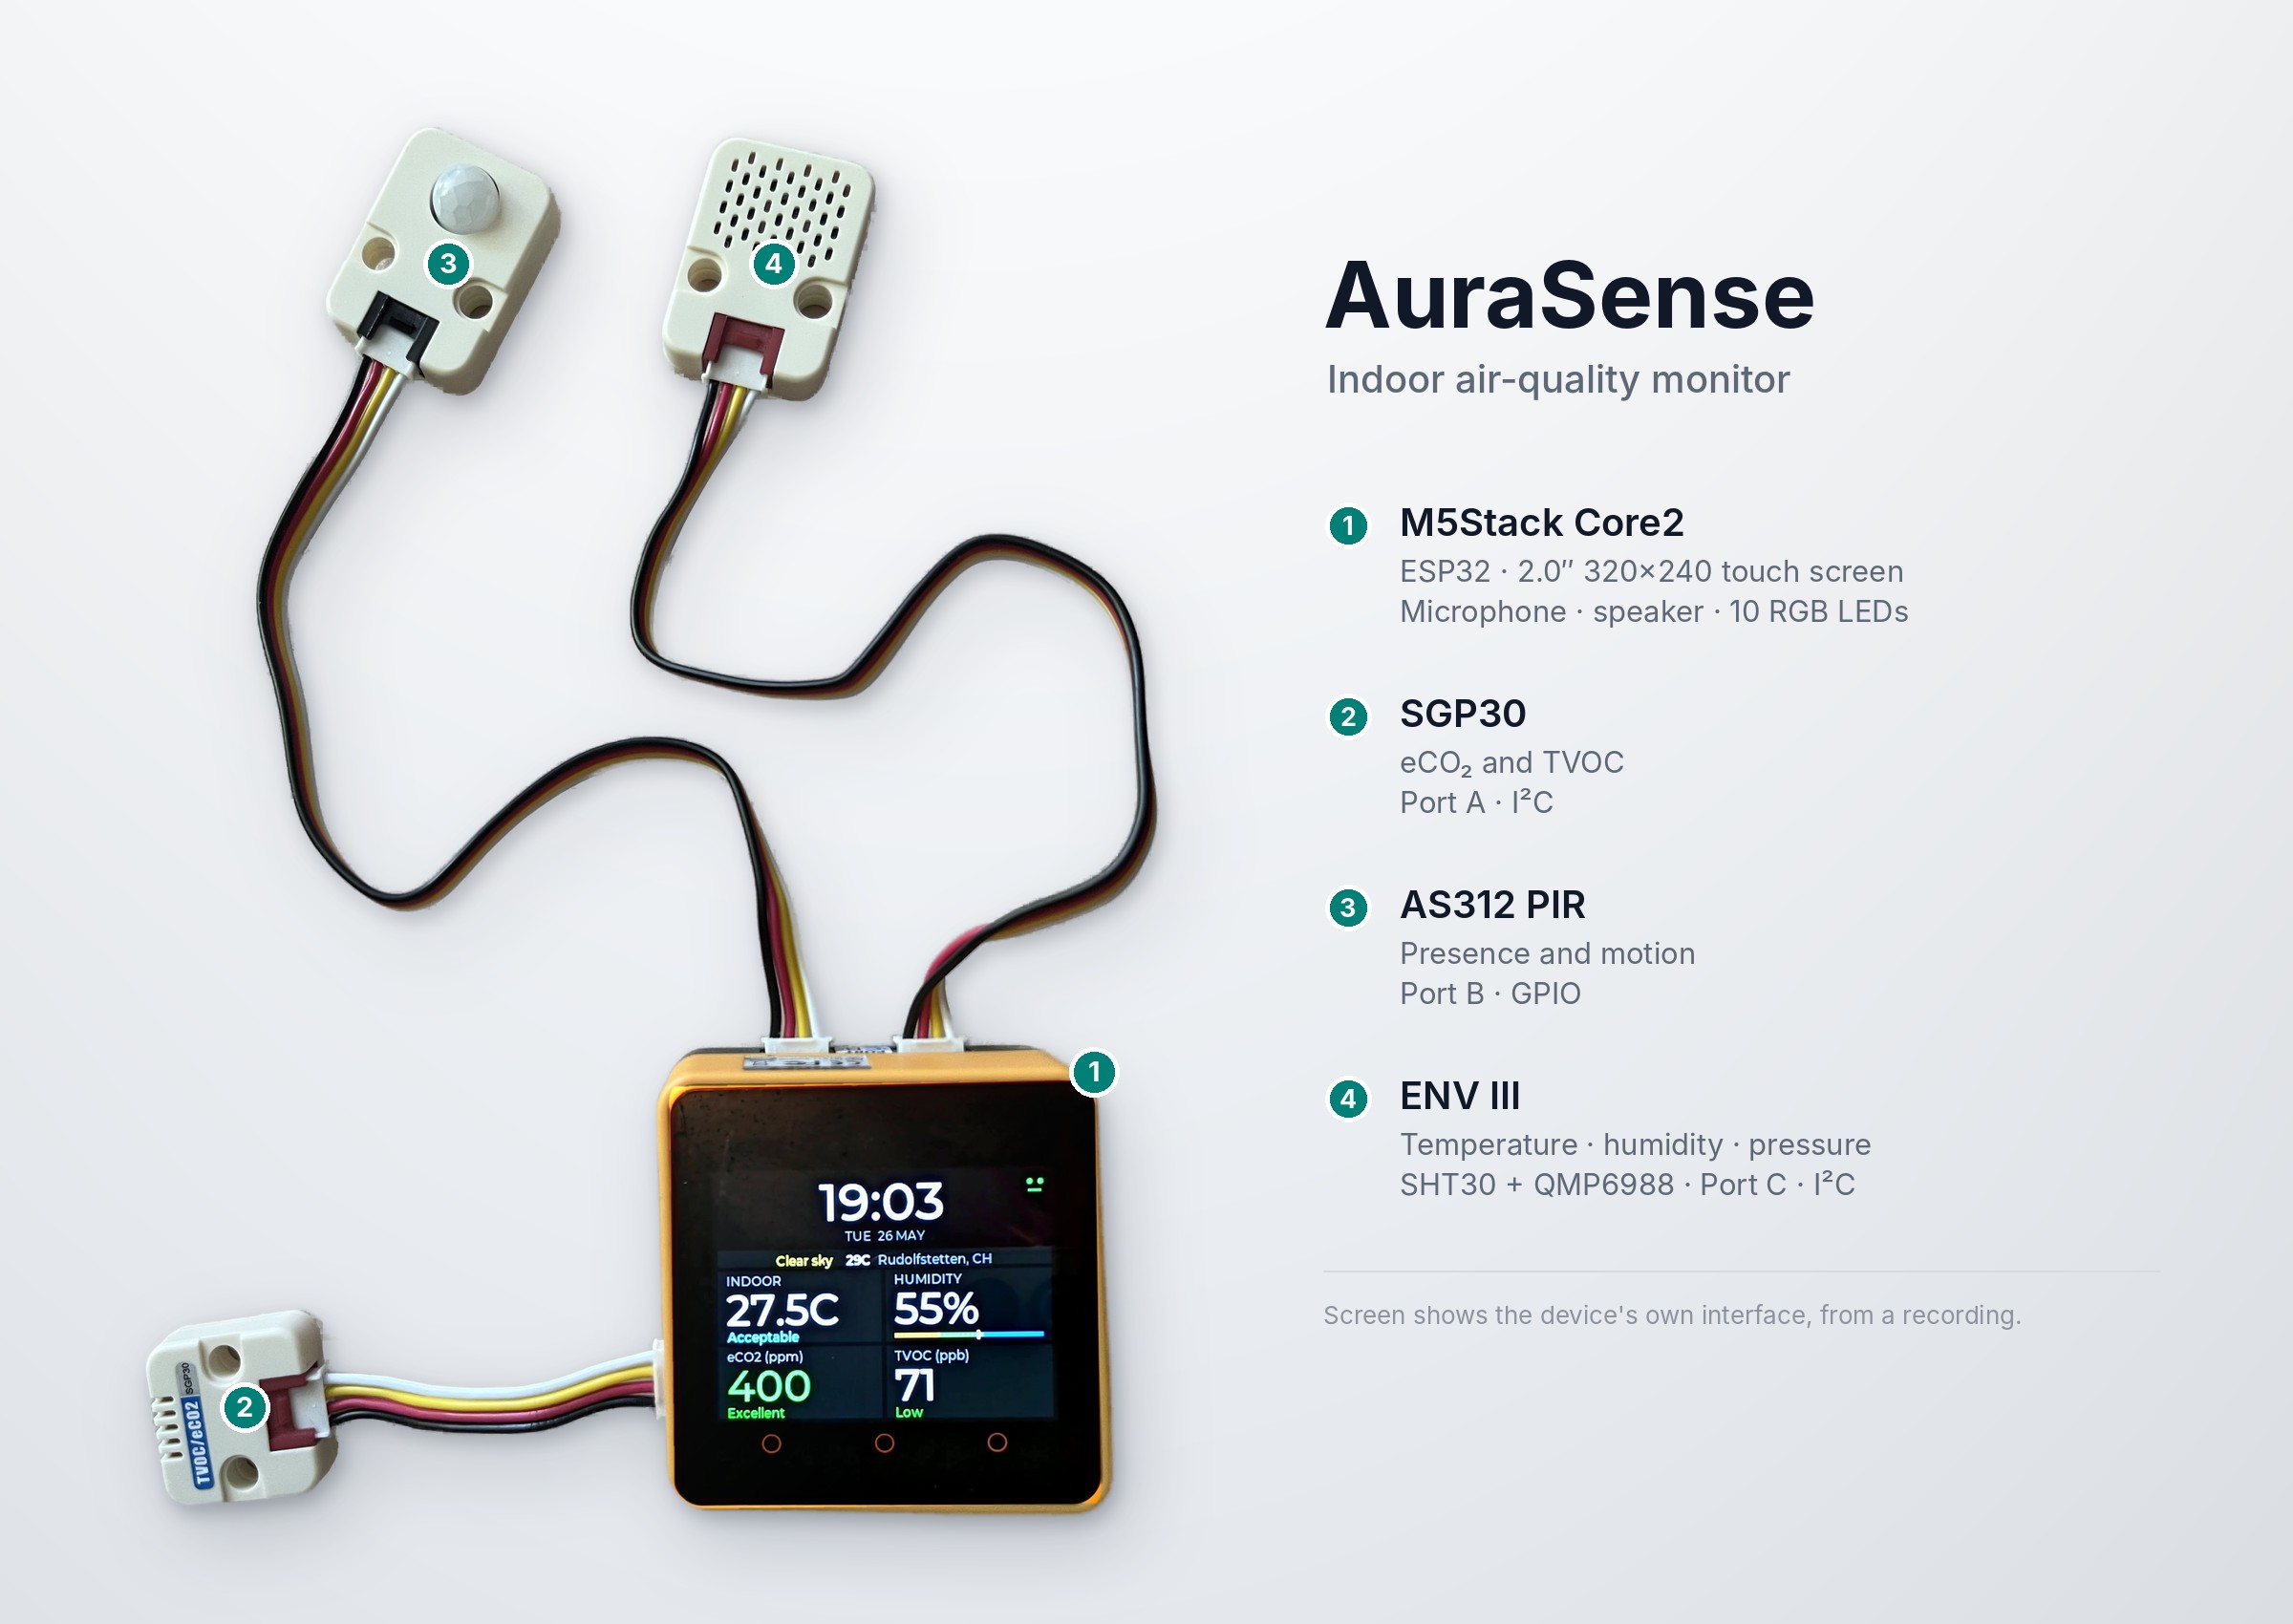 3
4
AuraSense
Indoor air-quality monitor
1 M5Stack Core2
ESP32 · 2.0″ 320×240 touch screen
Microphone · speaker · 10 RGB LEDs
2 SGP30
eCO₂ and TVOC
Port A · I²C
3 AS312 PIR
Presence and motion
Port B · GPIO
4 ENV III
Temperature · humidity · pressure
SHT30 + QMP6988 · Port C · I²C
Screen shows the device's own interface, from a recording.
1
19:03
TUE 26 MAY
Clear sky 29C Rudolfstetten, CH
INDOOR
27.5C
Acceptable
HUMIDITY
55%
eCO2 (ppm)
400
Excellent
TVOC (ppb)
71
Low
2
TVOC/eCO2
SGP30